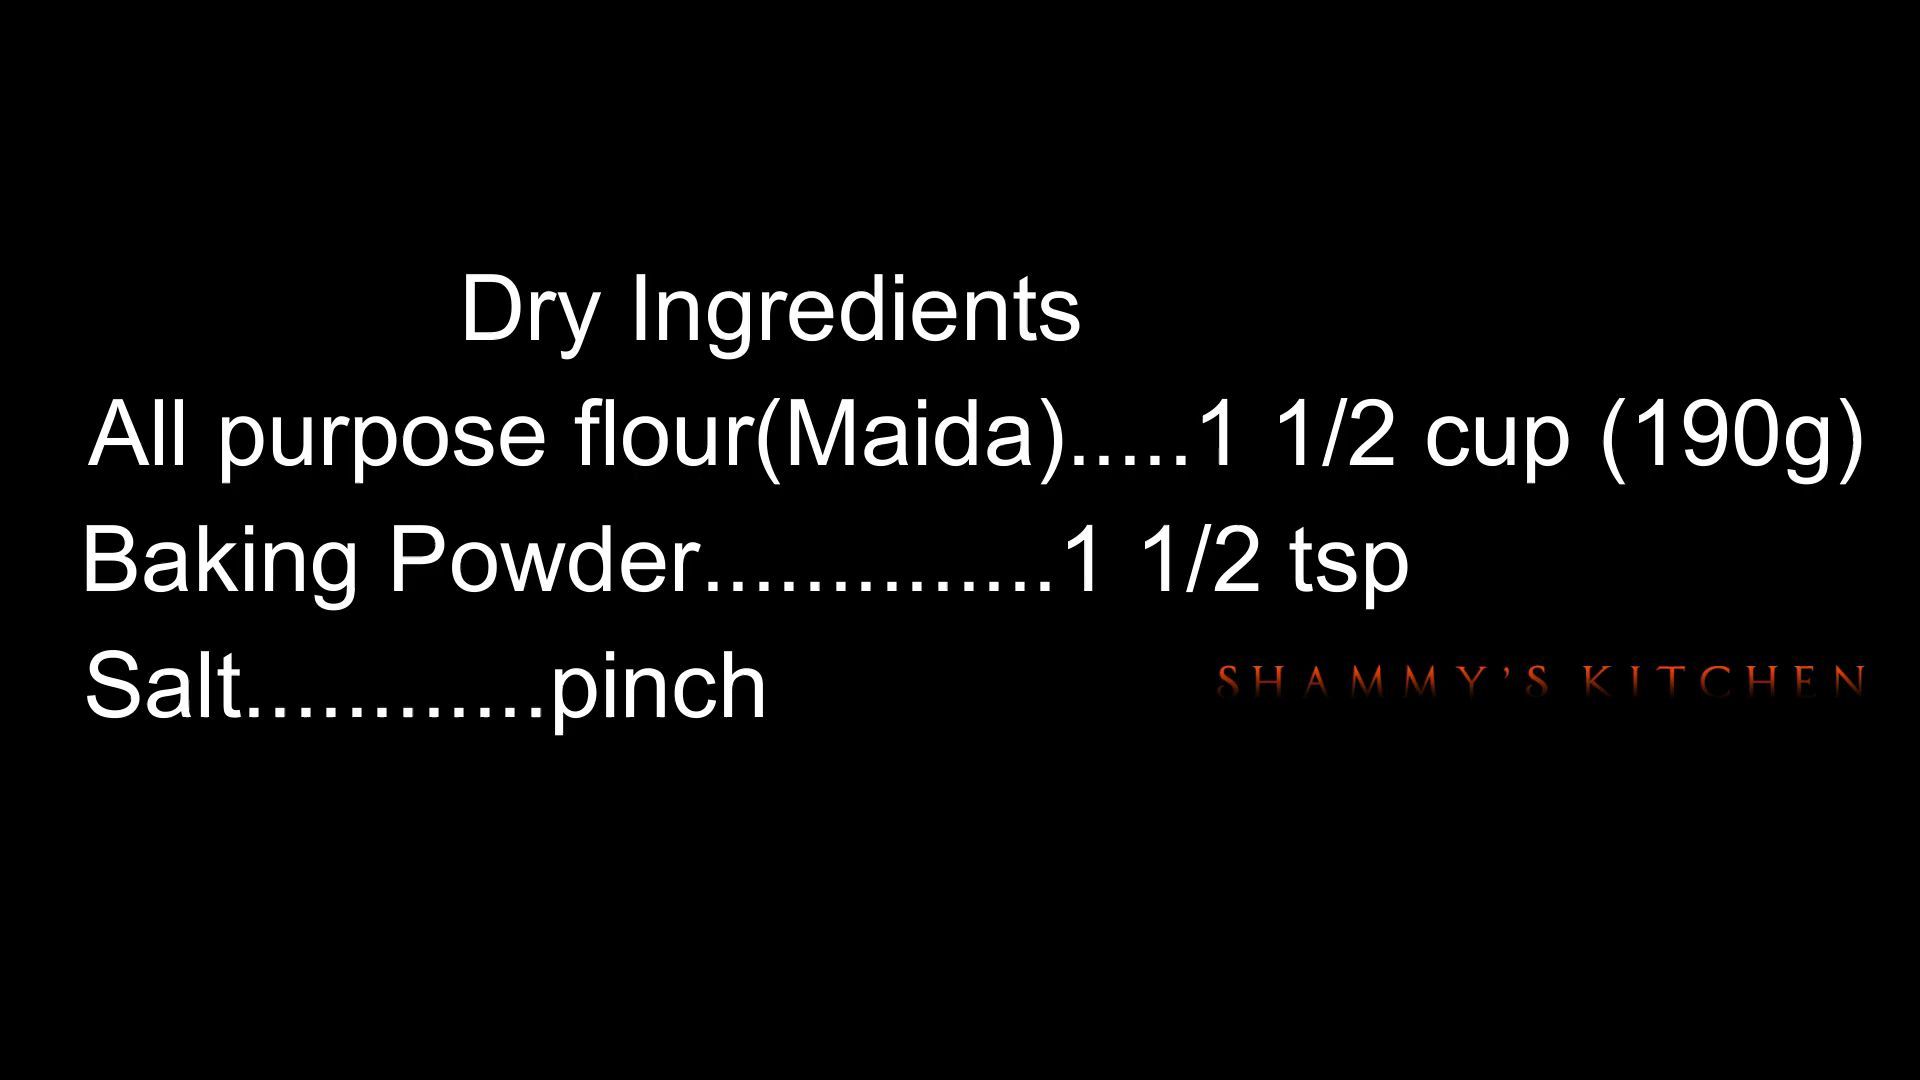 Dry Ingredients
All purpose flour(Maida).....1 1/2 cup (190g)
Baking Powder..............1 1/2 tsp
Salt............pinch
SHAMMY'S KITCHEN